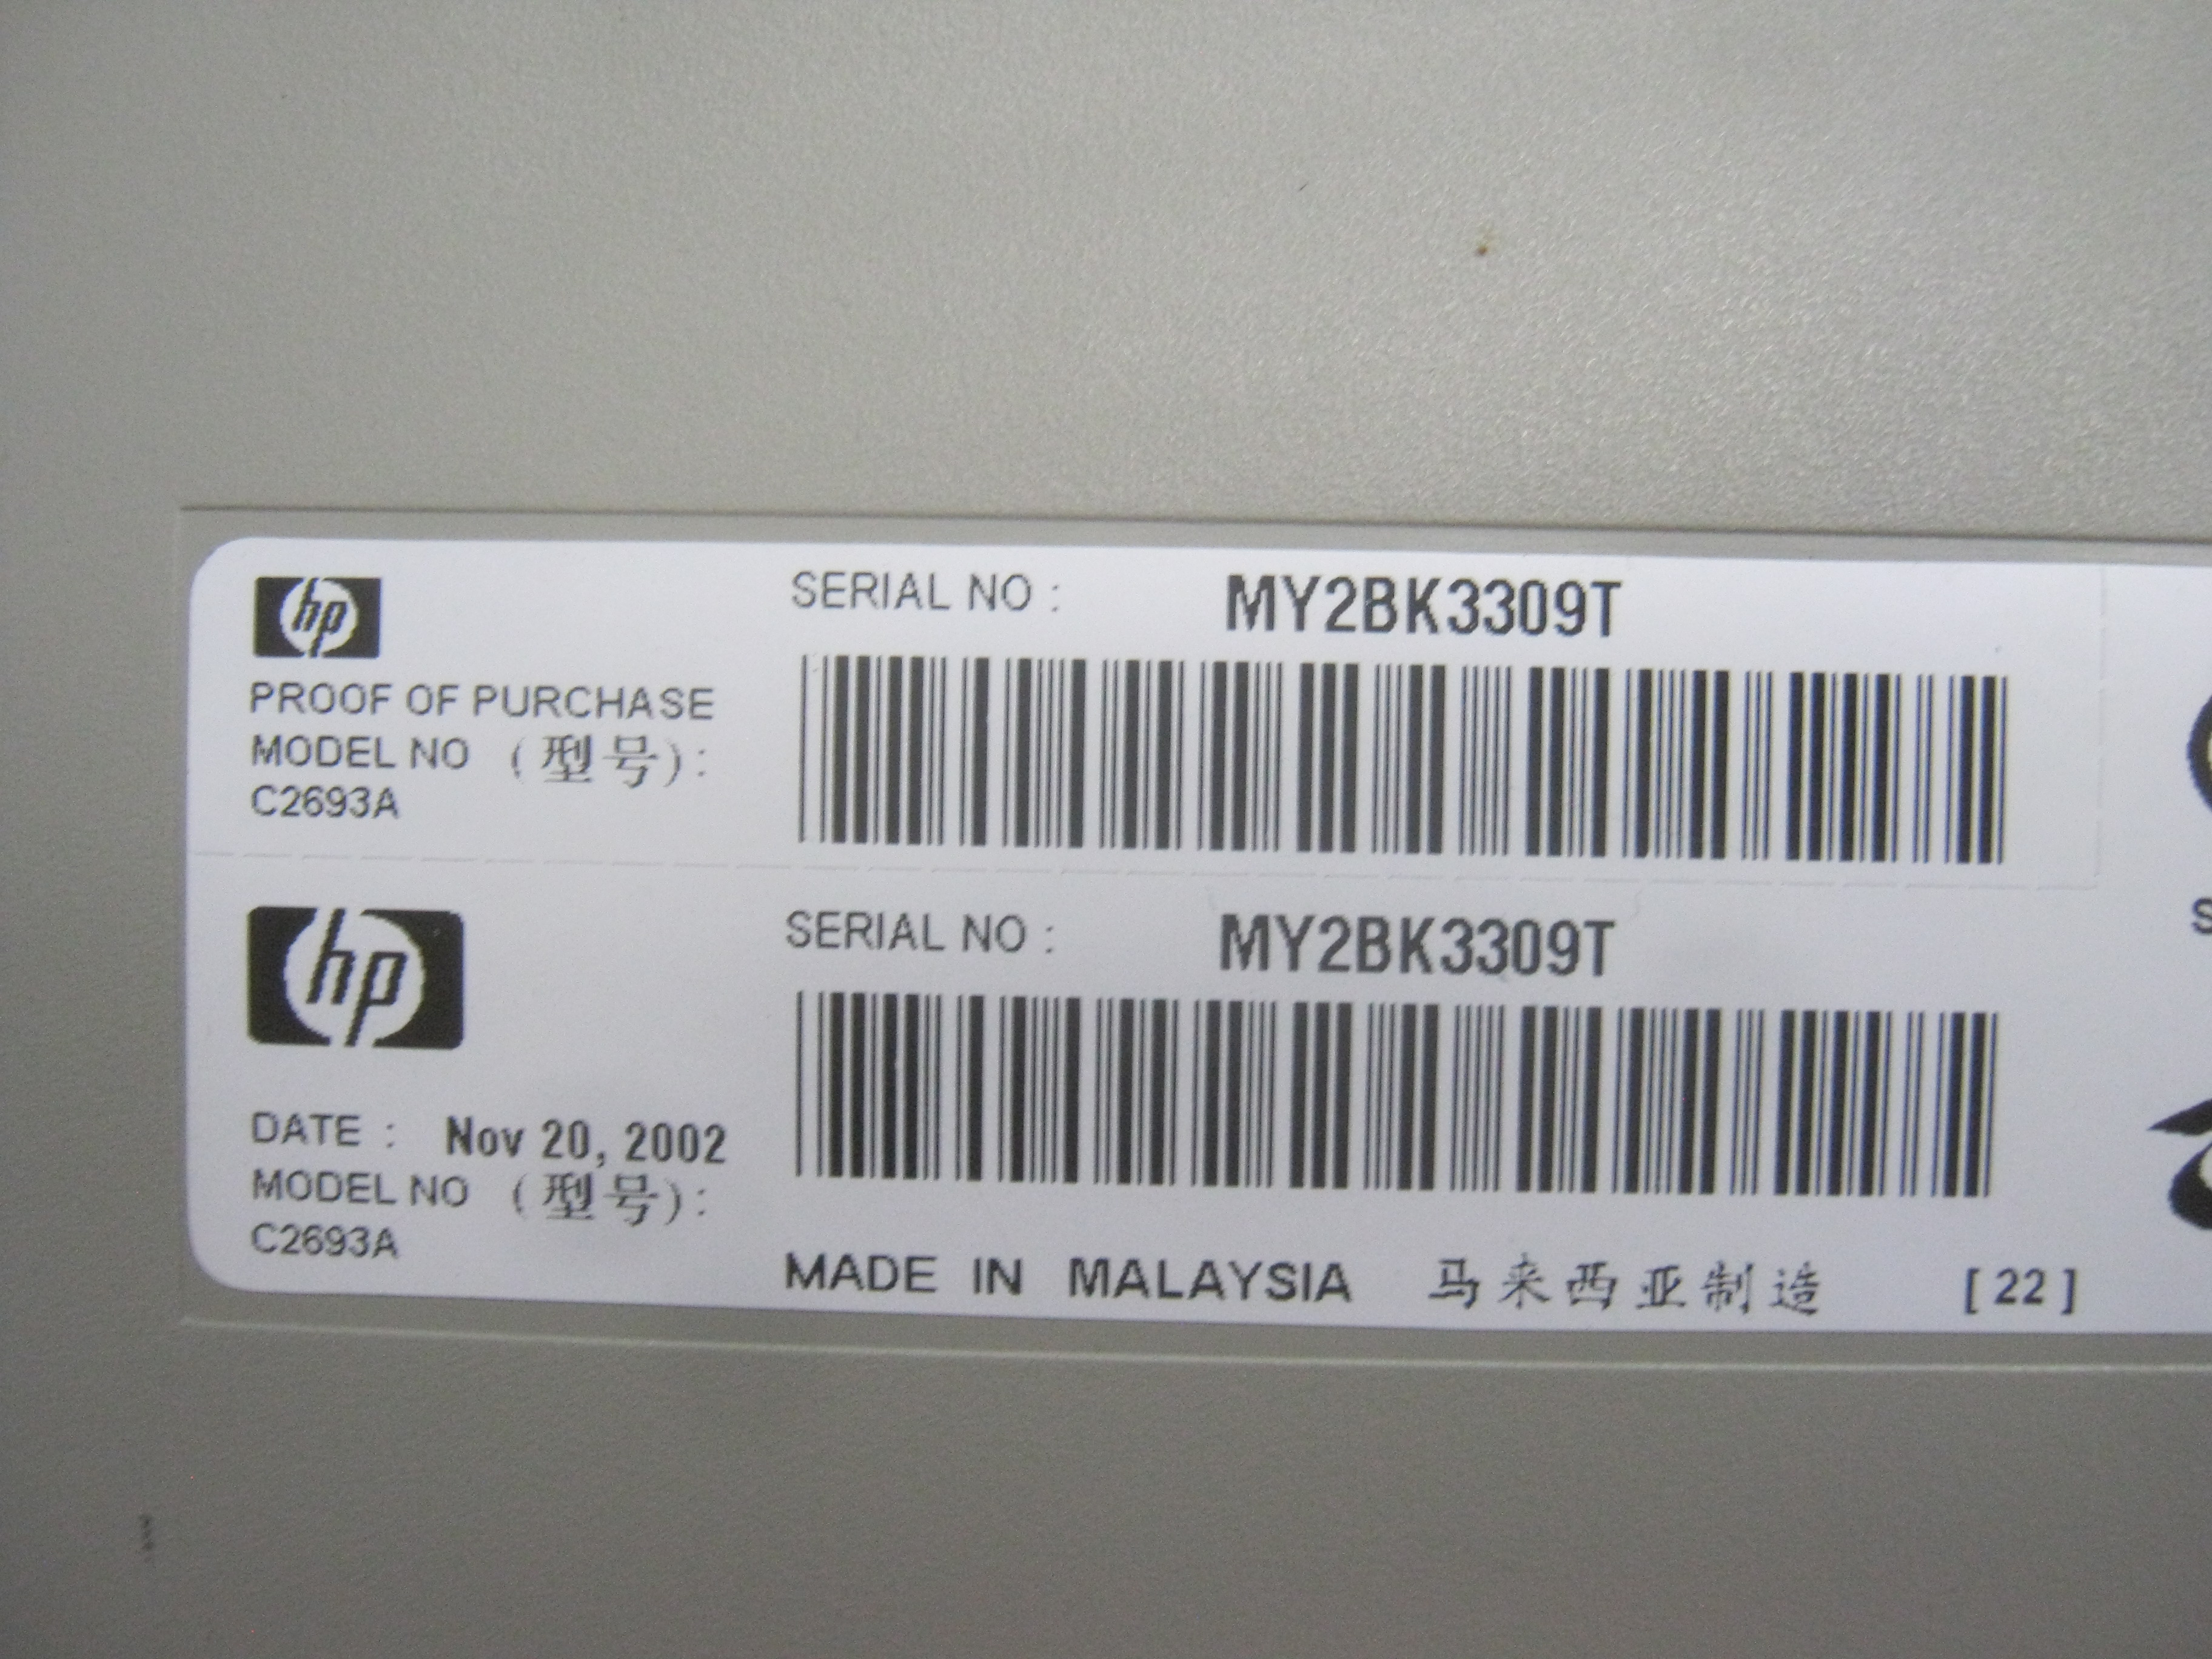 hp
SERIAL NO : MY2BK3309T
PROOF OF PURCHASE
MODEL NO (型号):
C2693A
hp
SERIAL NO : MY2BK3309T
DATE : Nov 20, 2002
MODEL NO (型号):
C2693A
MADE IN MALAYSIA 马来西亚制造 [ 22 ]